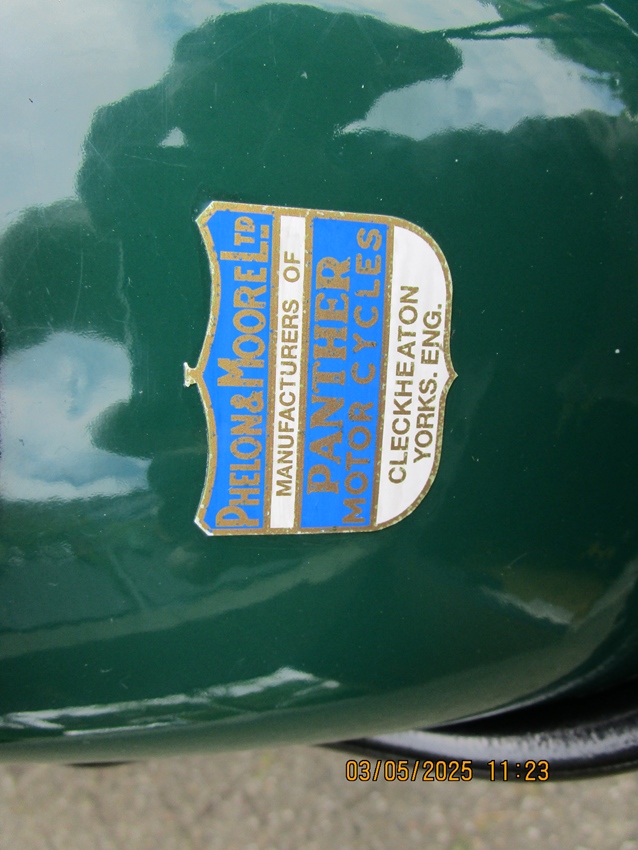 PHELON & MOORE LTD
MANUFACTURERS OF
PANTHER
MOTOR CYCLES
CLECKHEATON
YORKS. ENG.
03/05/2025 11:23